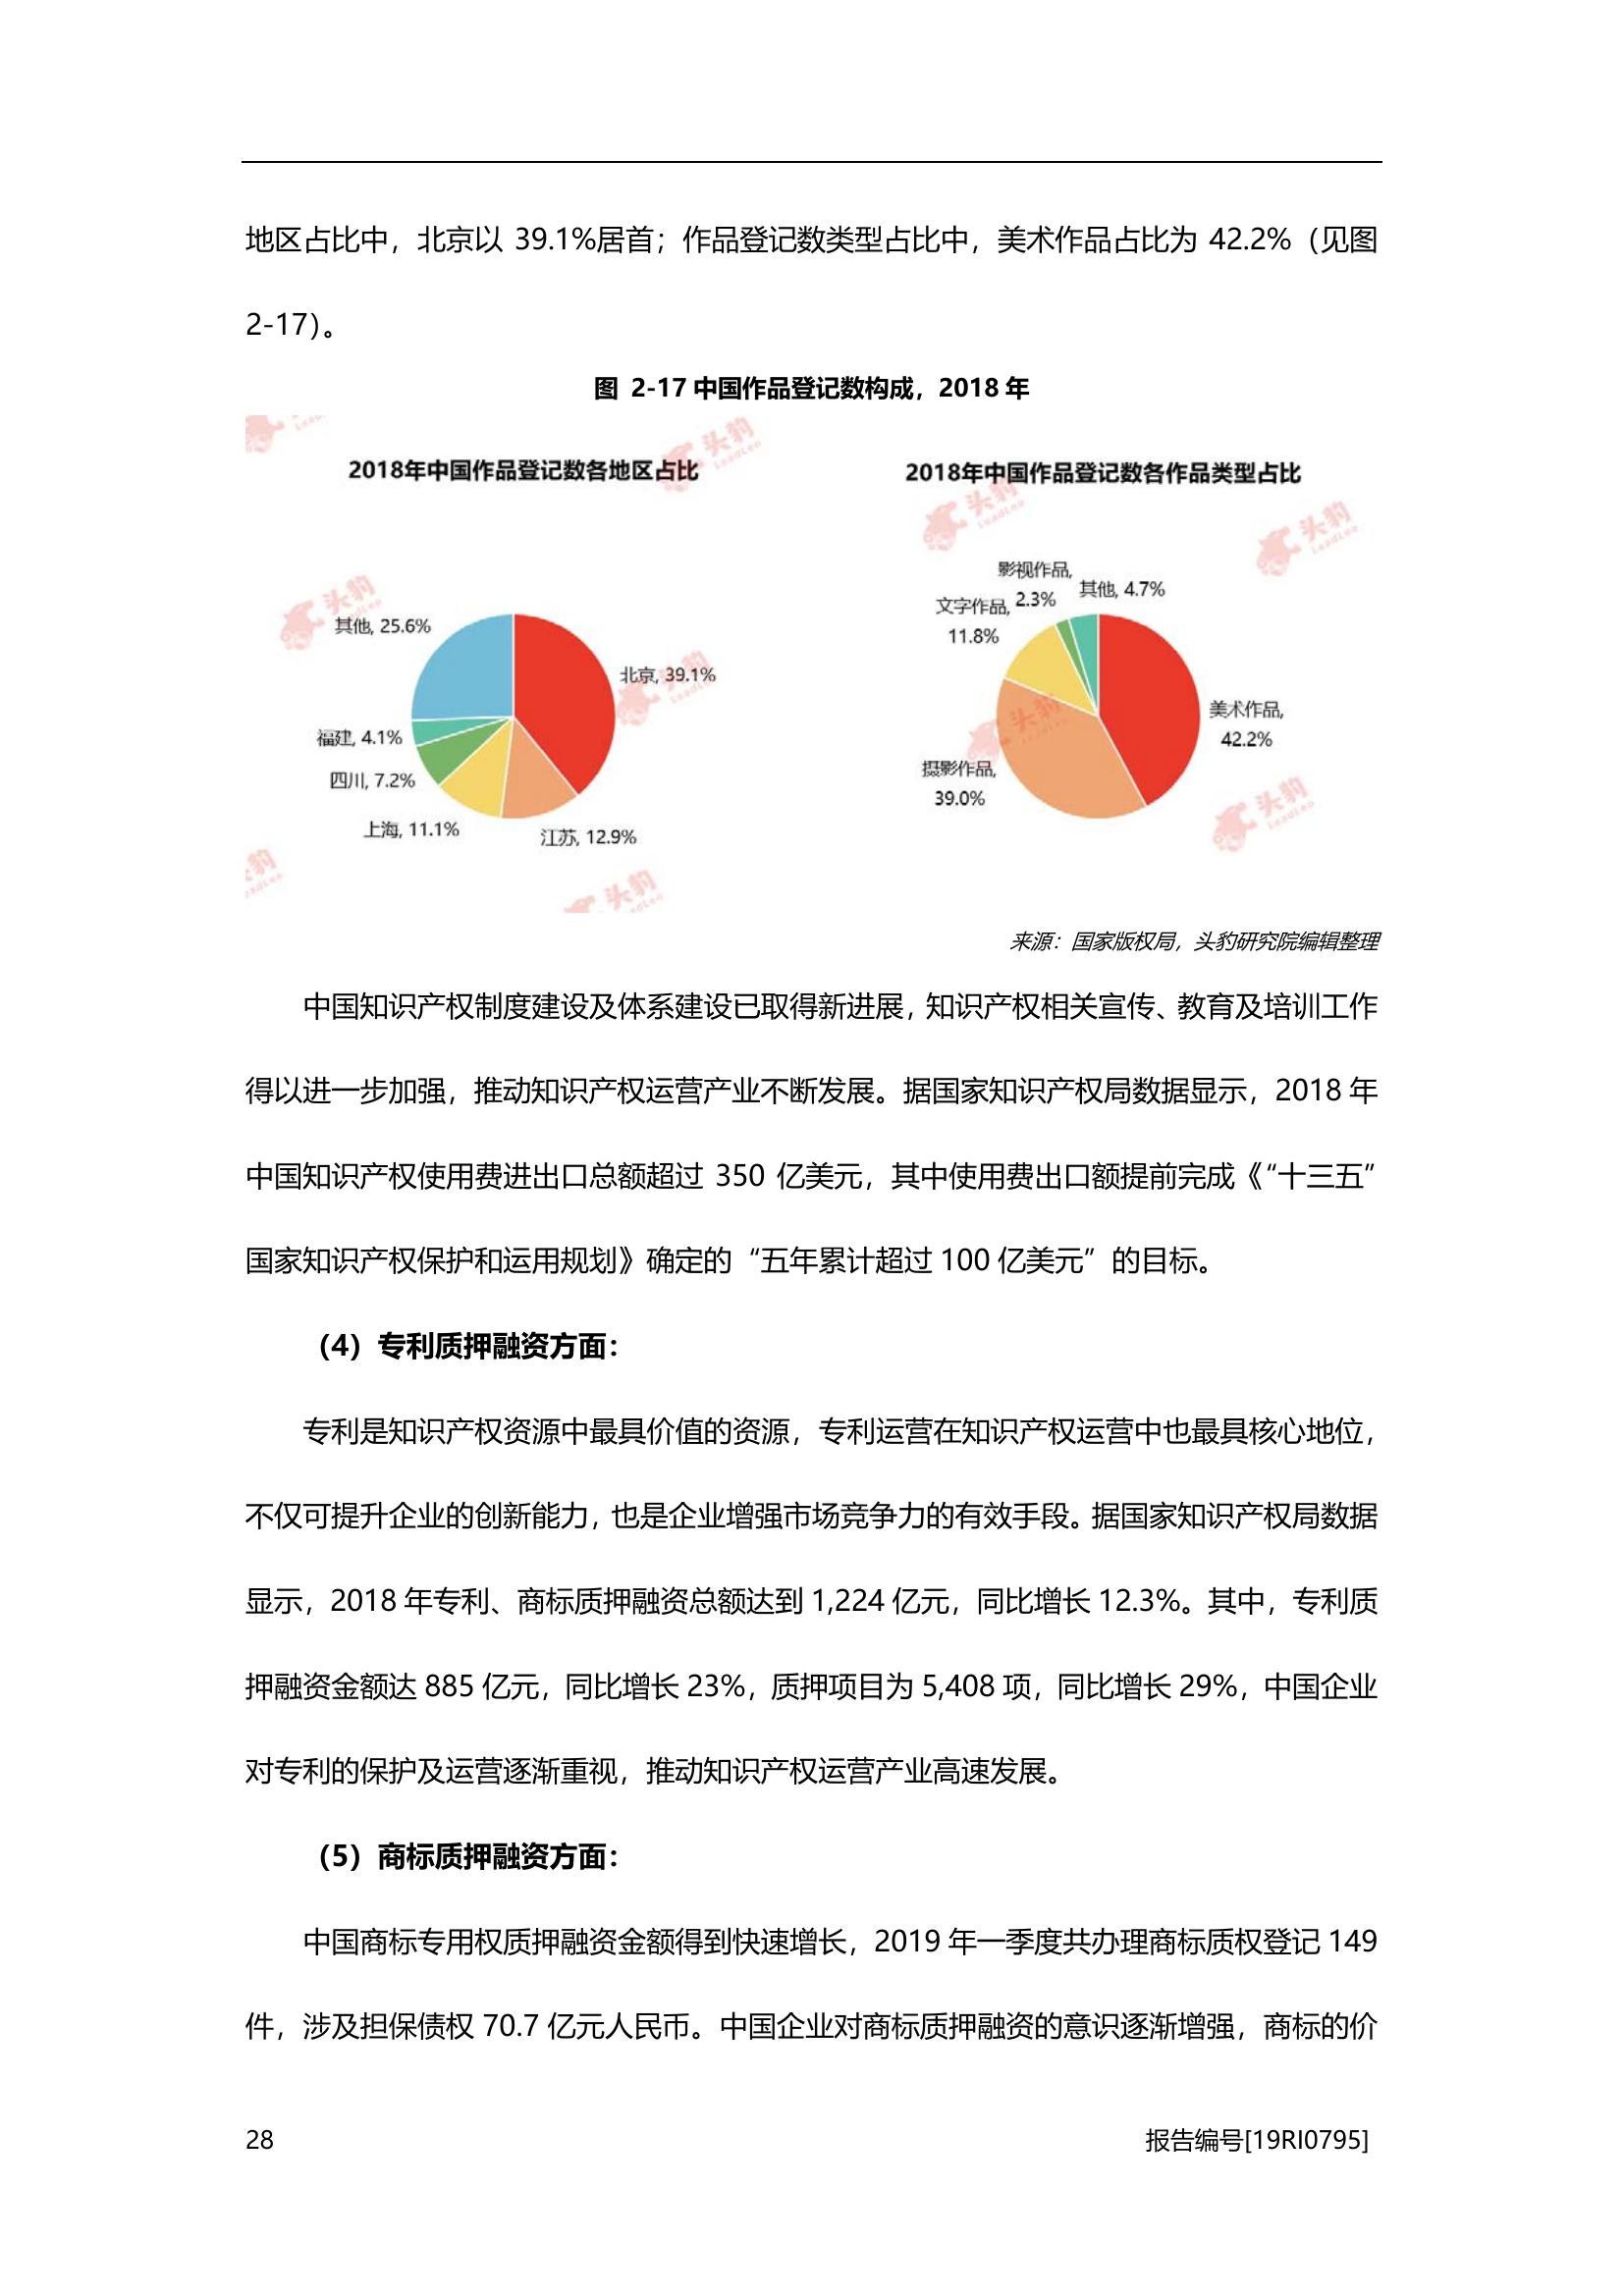 地区占比中，北京以 39.1%居首；作品登记数类型占比中，美术作品占比为 42.2%（见图
2-17）。
图 2-17 中国作品登记数构成，2018 年
2018年中国作品登记数各地区占比
其他, 25.6%
北京, 39.1%
福建, 4.1%
四川, 7.2%
上海, 11.1%
江苏, 12.9%
2018年中国作品登记数各作品类型占比
影视作品,
2.3%
其他, 4.7%
文字作品,
11.8%
美术作品,
42.2%
摄影作品,
39.0%
头豹
LeadLeo
来源：国家版权局，头豹研究院编辑整理
中国知识产权制度建设及体系建设已取得新进展，知识产权相关宣传、教育及培训工作
得以进一步加强，推动知识产权运营产业不断发展。据国家知识产权局数据显示，2018 年
中国知识产权使用费进出口总额超过 350 亿美元，其中使用费出口额提前完成《“十三五”
国家知识产权保护和运用规划》确定的“五年累计超过 100 亿美元”的目标。
（4）专利质押融资方面：
专利是知识产权资源中最具价值的资源，专利运营在知识产权运营中也最具核心地位，
不仅可提升企业的创新能力，也是企业增强市场竞争力的有效手段。据国家知识产权局数据
显示，2018 年专利、商标质押融资总额达到 1,224 亿元，同比增长 12.3%。其中，专利质
押融资金额达 885 亿元，同比增长 23%，质押项目为 5,408 项，同比增长 29%，中国企业
对专利的保护及运营逐渐重视，推动知识产权运营产业高速发展。
（5）商标质押融资方面：
中国商标专用权质押融资金额得到快速增长，2019 年一季度共办理商标质权登记 149
件，涉及担保债权 70.7 亿元人民币。中国企业对商标质押融资的意识逐渐增强，商标的价
28
报告编号[19RI0795]